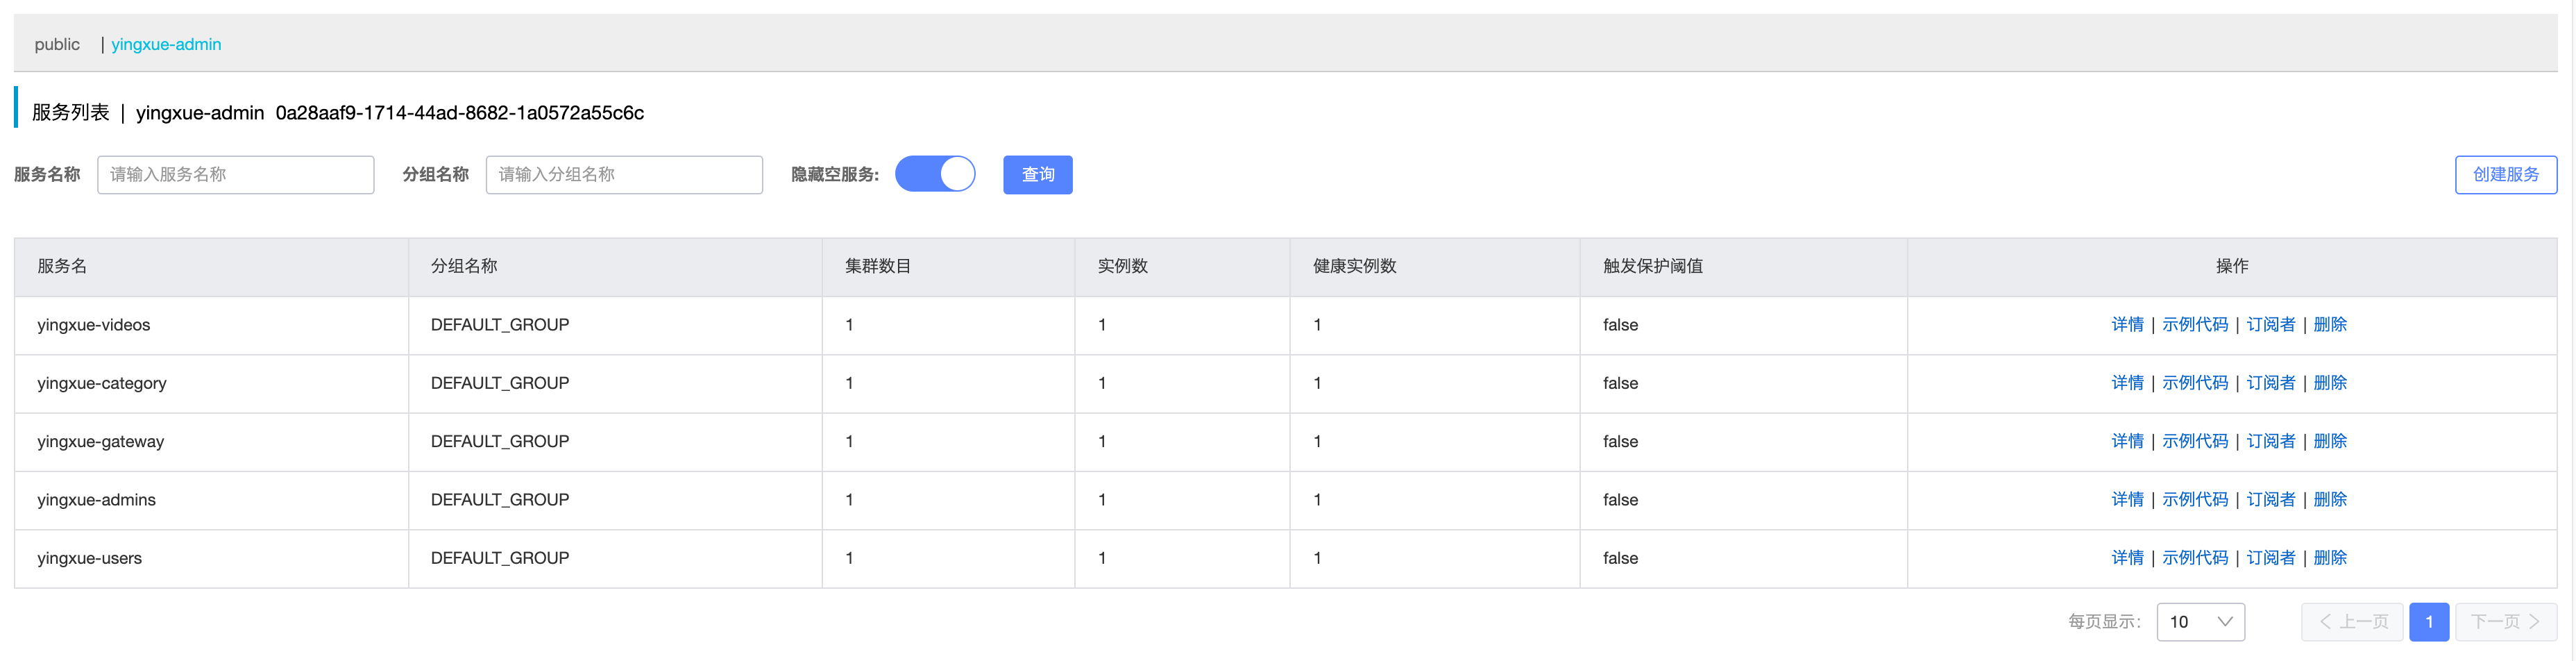 public | yingxue-admin
服务列表 | yingxue-admin 0a28aaf9-1714-44ad-8682-1a0572a55c6c
服务名称 请输入服务名称 分组名称 请输入分组名称 隐藏空服务: 查询 创建服务
服务名 分组名称 集群数目 实例数 健康实例数 触发保护阈值 操作
yingxue-videos DEFAULT_GROUP 1 1 1 false 详情 | 示例代码 | 订阅者 | 删除
yingxue-category DEFAULT_GROUP 1 1 1 false 详情 | 示例代码 | 订阅者 | 删除
yingxue-gateway DEFAULT_GROUP 1 1 1 false 详情 | 示例代码 | 订阅者 | 删除
yingxue-admins DEFAULT_GROUP 1 1 1 false 详情 | 示例代码 | 订阅者 | 删除
yingxue-users DEFAULT_GROUP 1 1 1 false 详情 | 示例代码 | 订阅者 | 删除
每页显示: 10 上一页 1 下一页